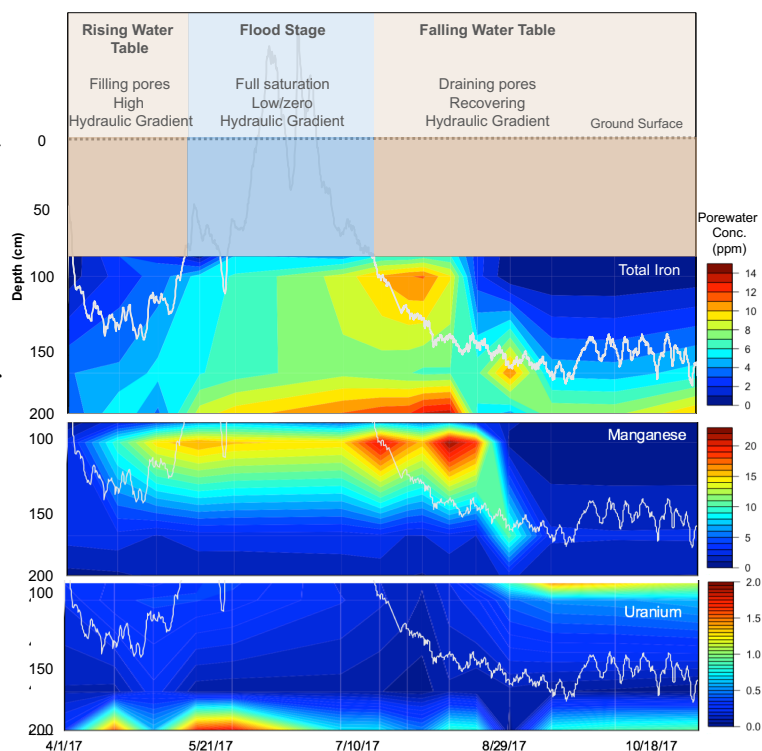 Rising Water
Table
Flood Stage
Falling Water Table
Filling pores
High
Hydraulic Gradient
Full saturation
Low/zero
Hydraulic Gradient
Draining pores
Recovering
Hydraulic Gradient
Ground Surface
0
50
100
150
200
Depth (cm)
Total Iron
Porewater
Conc.
(ppm)
14
12
10
8
6
4
2
0
100
150
200
Manganese
20
15
10
5
0
100
150
200
Uranium
2.0
1.5
1.0
0.5
0.0
4/1/17
5/21/17
7/10/17
8/29/17
10/18/17